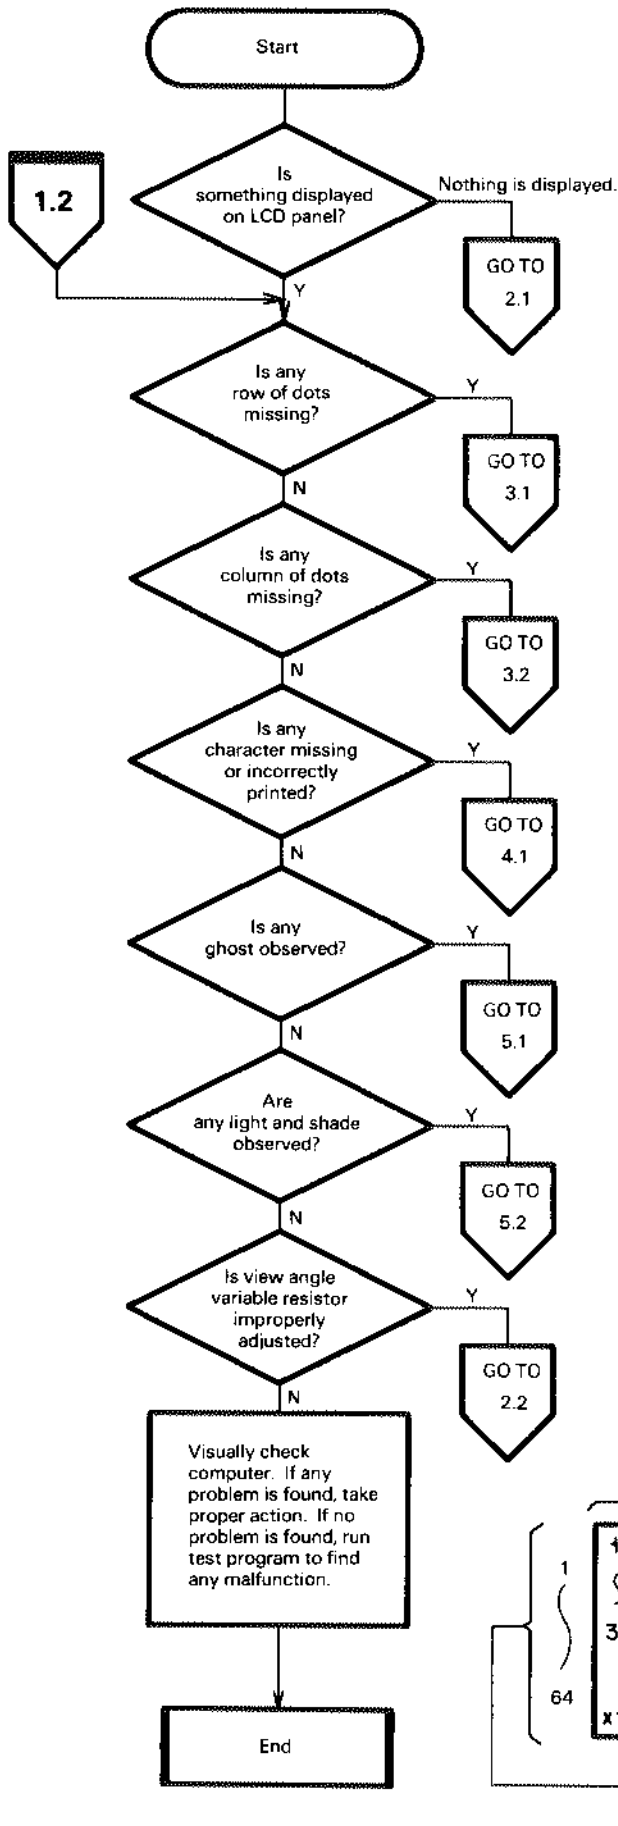 Start
1.2
Is
something displayed
on LCD panel?
Nothing is displayed.
GO TO
2.1
Y
Is any
row of dots
missing?
Y
GO TO
3.1
N
Is any
column of dots
missing?
Y
GO TO
3.2
N
Is any
character missing
or incorrectly
printed?
Y
GO TO
4.1
N
Is any
ghost observed?
Y
GO TO
5.1
N
Are
any light and shade
observed?
Y
GO TO
5.2
N
Is view angle
variable resistor
improperly
adjusted?
Y
GO TO
2.2
N
Visually check
computer. If any
problem is found, take
proper action. If no
problem is found, run
test program to find
any malfunction.
1
64
3
x
End